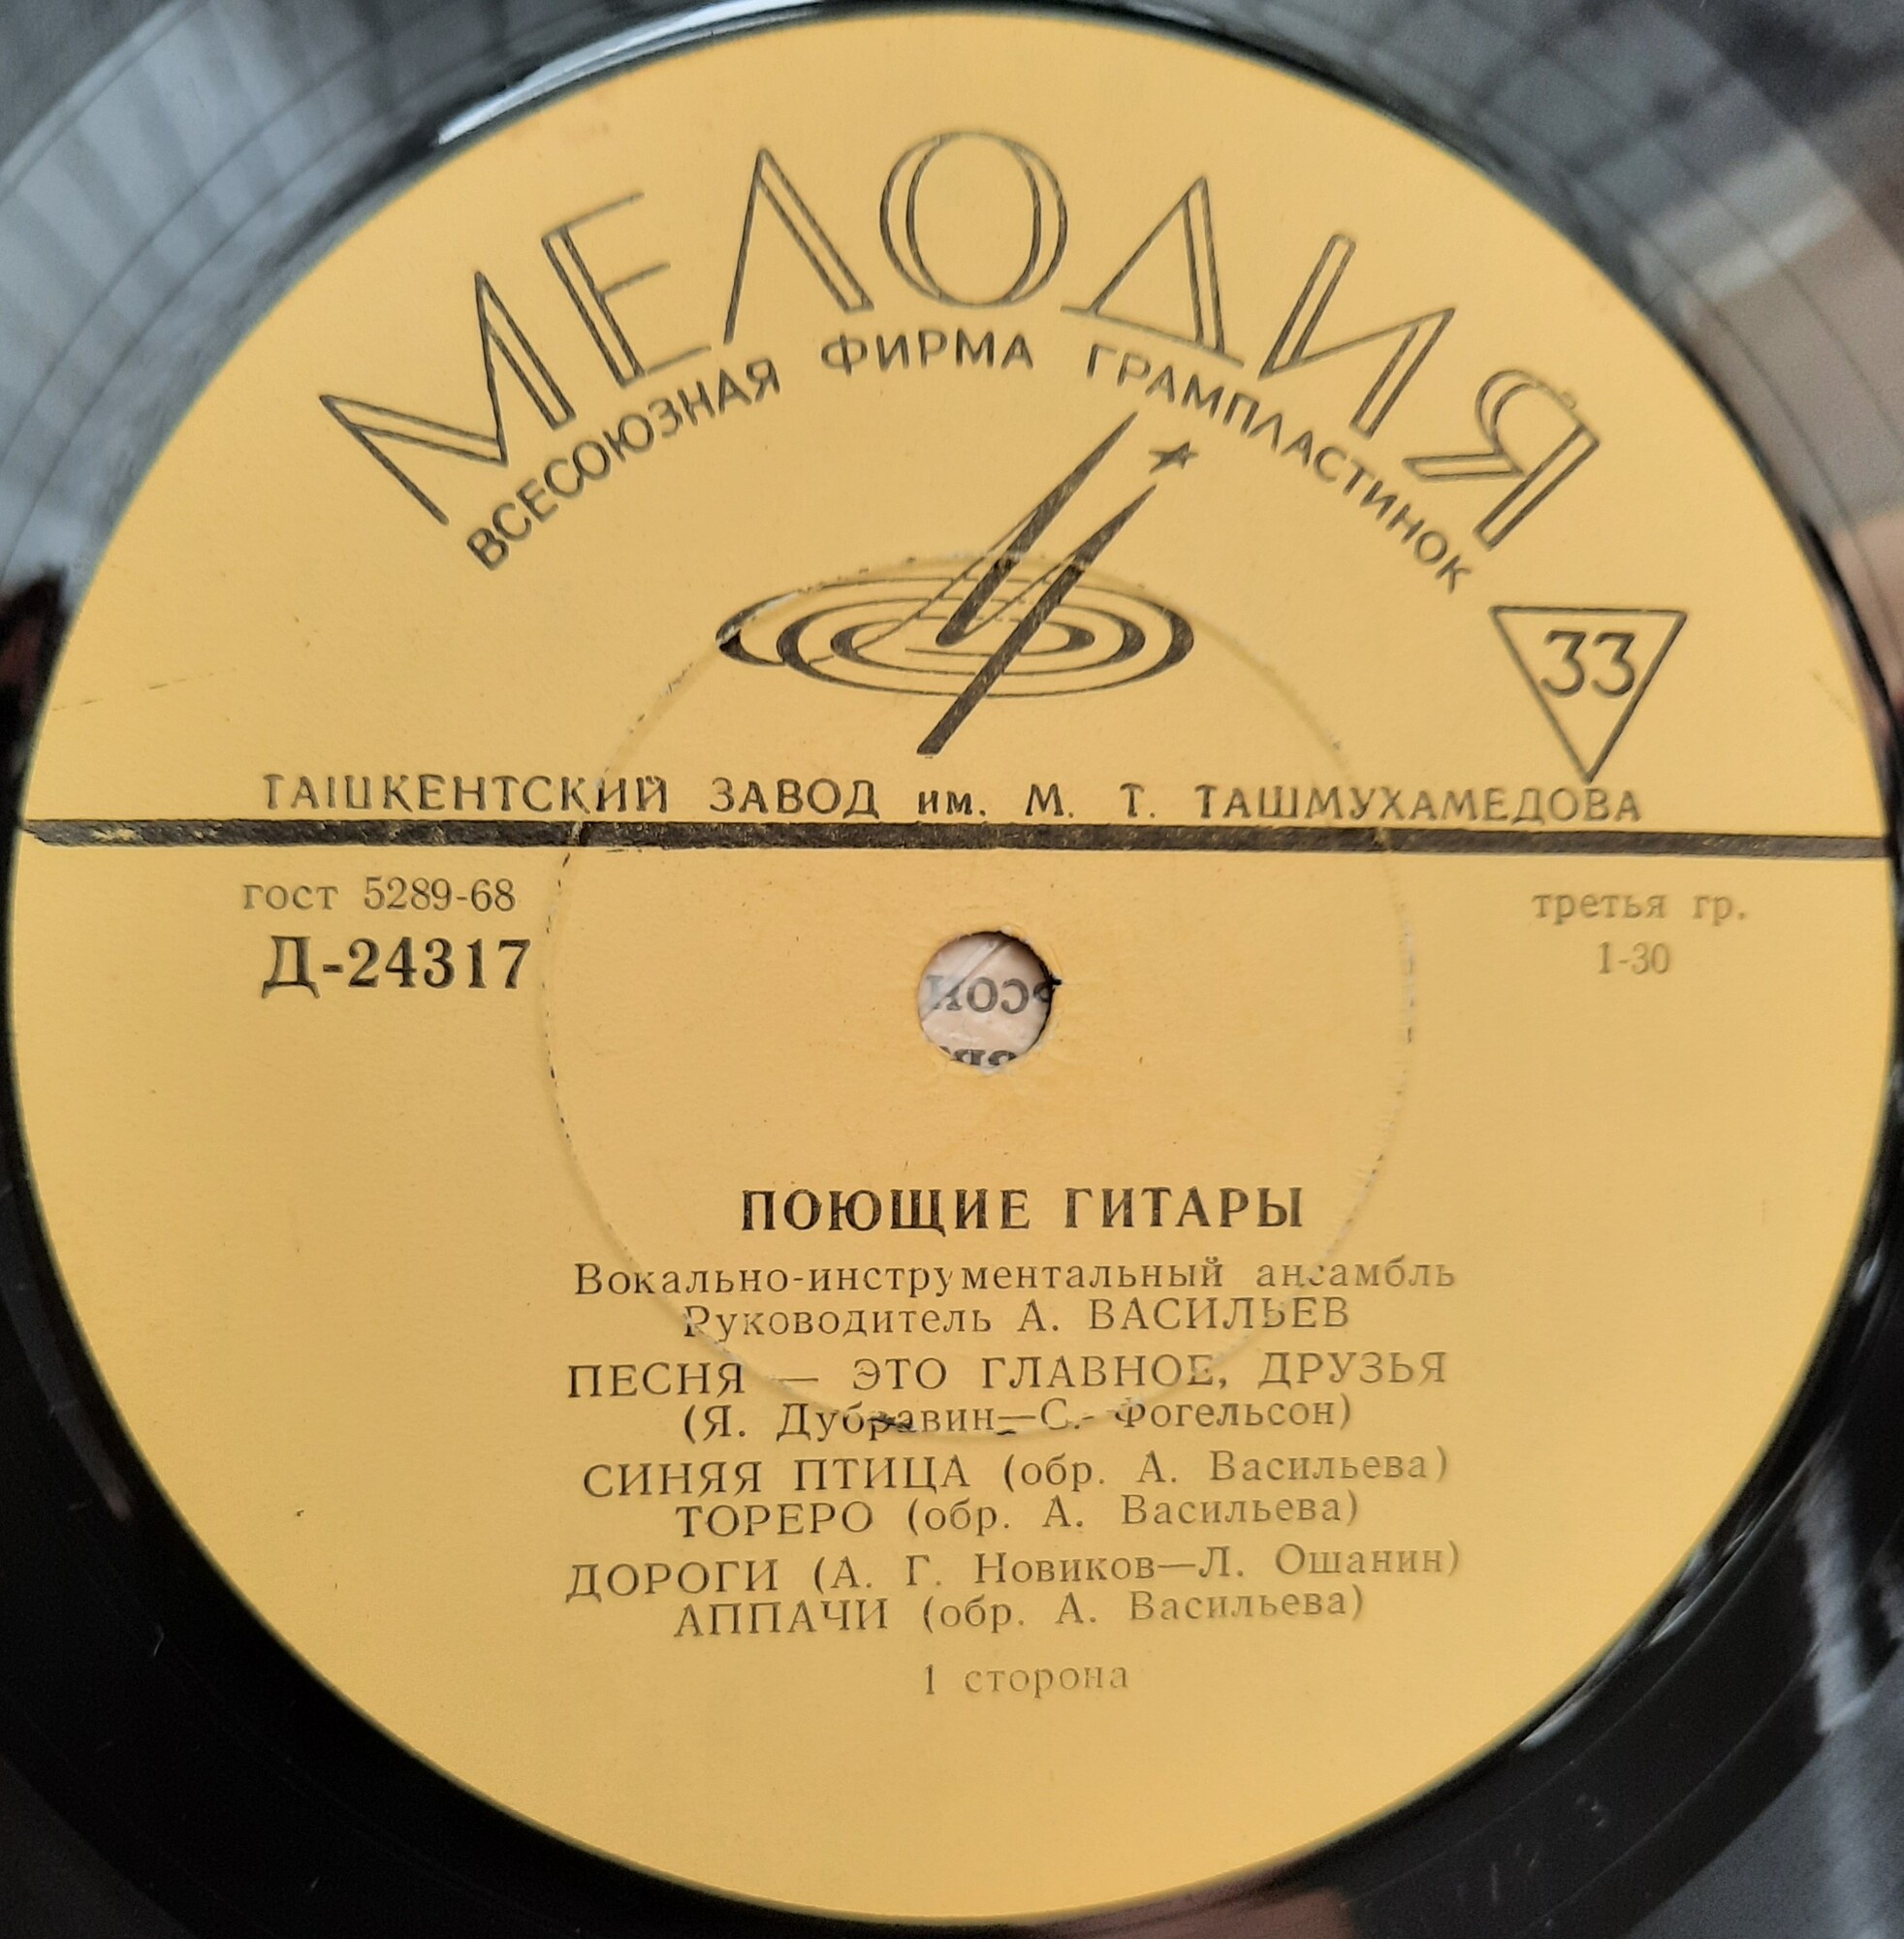 МЕЛОДИЯ
ВСЕСОЮЗНАЯ ФИРМА ГРАМПЛАСТИНОК
33
ТАШКЕНТСКИЙ ЗАВОД им. М. Т. ТАШМУХАМЕДОВА
гост 5289-68
третья гр.
Д-24317
1-30
ПОЮЩИЕ ГИТАРЫ
Вокально-инструментальный ансамбль
Руководитель А. ВАСИЛЬЕВ
ПЕСНЯ — ЭТО ГЛАВНОЕ, ДРУЗЬЯ
(Я. Дубравин—С. Фогельсон)
СИНЯЯ ПТИЦА (обр. А. Васильева)
ТОРЕРО (обр. А. Васильева)
ДОРОГИ (А. Г. Новиков—Л. Ошанин)
АППАЧИ (обр. А. Васильева)
1 сторона